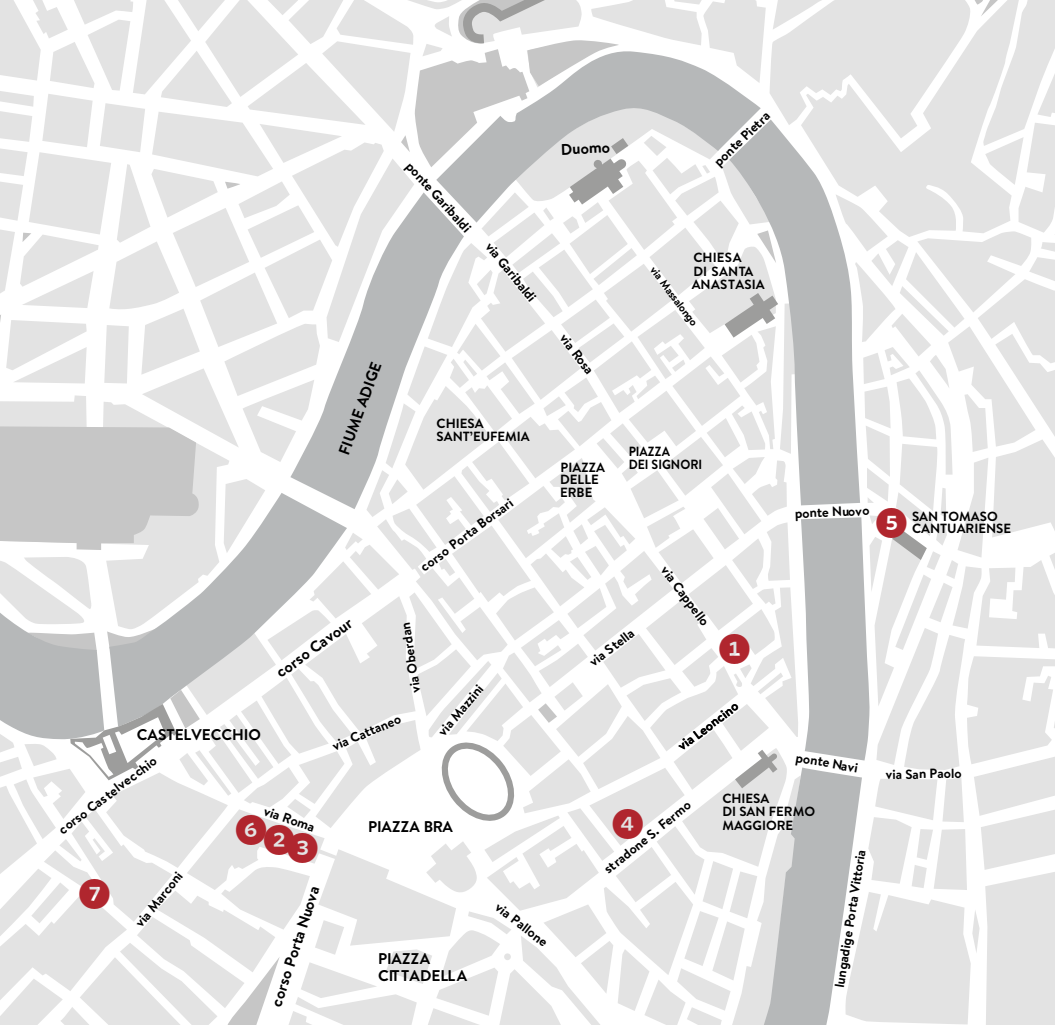 Duomo
ponte Pietra
ponte Garibaldi
via Garibaldi
CHIESA
DI SANTA
ANASTASIA
via Massalongo
via Rosa
FIUME ADIGE
CHIESA
SANT'EUFEMIA
PIAZZA
DEI SIGNORI
PIAZZA
DELLE
ERBE
corso Porta Borsari
ponte Nuovo
5
SAN TOMASO
CANTUARIENSE
via Cappello
1
via Stella
corso Cavour
via Oberdan
via Mazzini
via Cattaneo
via Leoncino
CASTELVECCHIO
corso Castelvecchio
ponte Navi
via San Paolo
CHIESA
DI SAN FERMO
MAGGIORE
via Roma
6
2
3
PIAZZA BRA
4
stradone S. Fermo
7
via Marconi
corso Porta Nuova
via Pallone
PIAZZA
CITTADELLA
lungadige Porta Vittoria